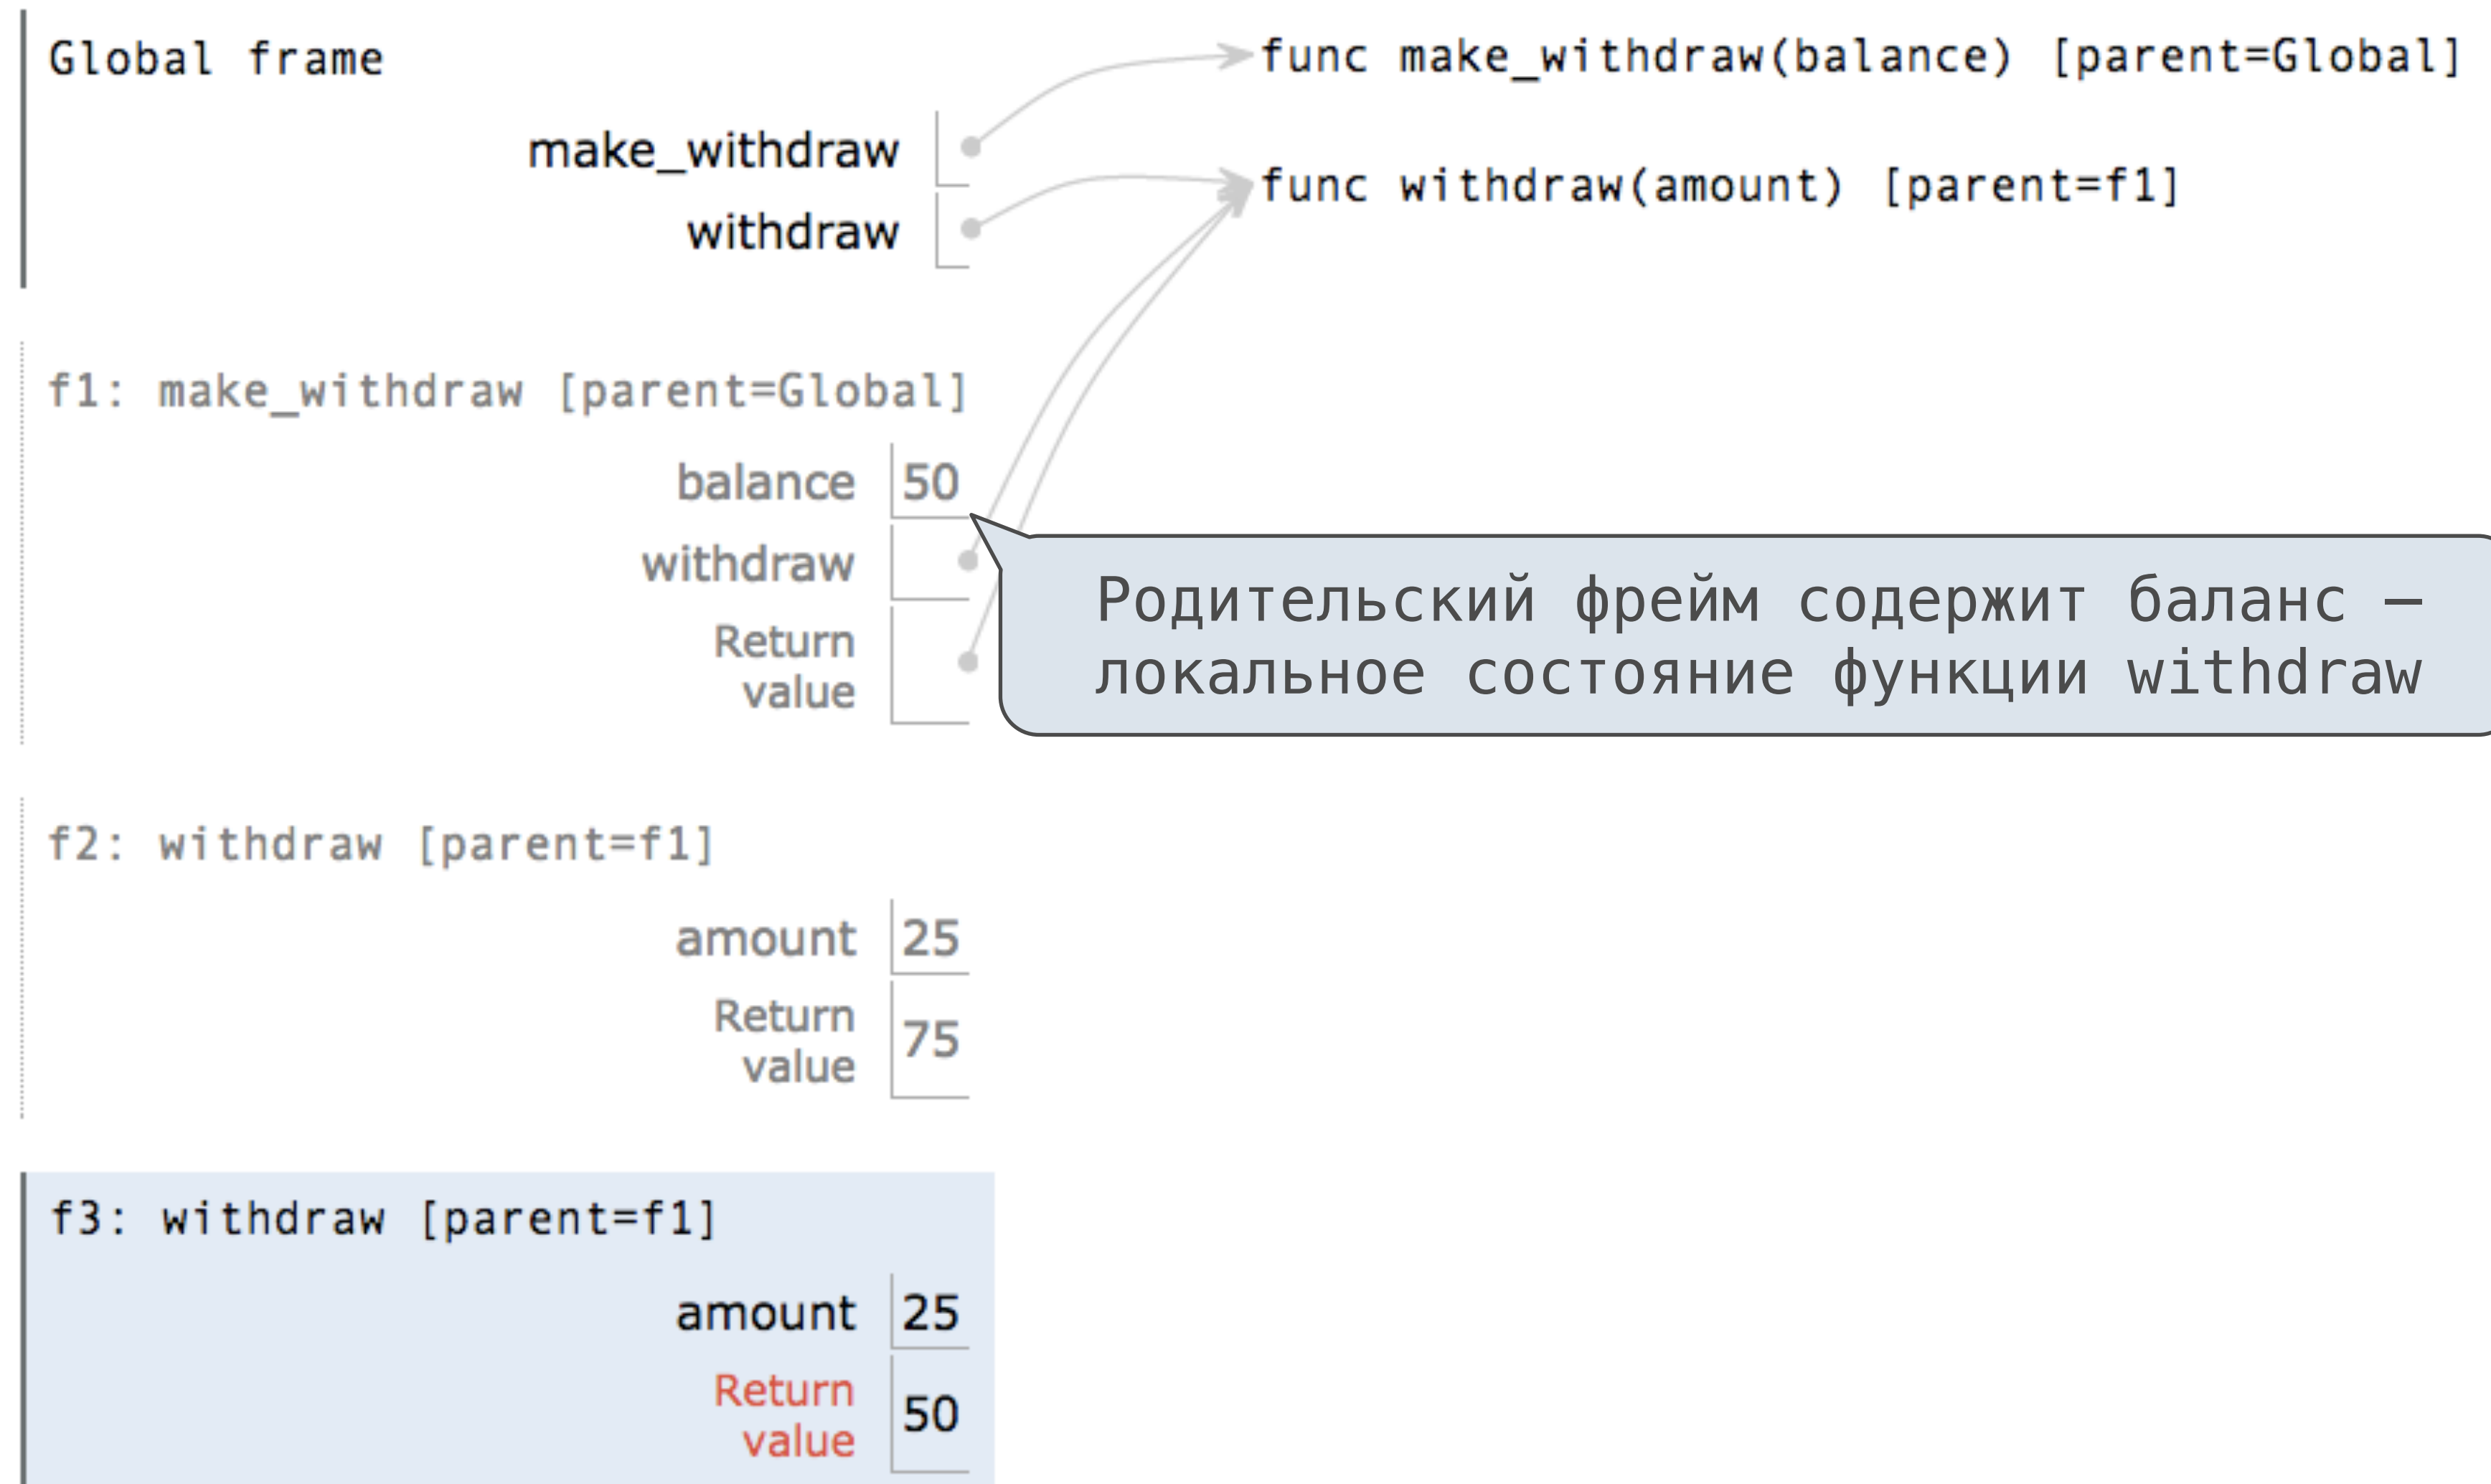 Global frame
func make_withdraw(balance) [parent=Global]
make_withdraw
func withdraw(amount) [parent=f1]
withdraw
f1: make_withdraw [parent=Global]
balance 50
withdraw
Return
value
Родительский фрейм содержит баланс —
локальное состояние функции withdraw
f2: withdraw [parent=f1]
amount 25
Return
value 75
f3: withdraw [parent=f1]
amount 25
Return
value 50